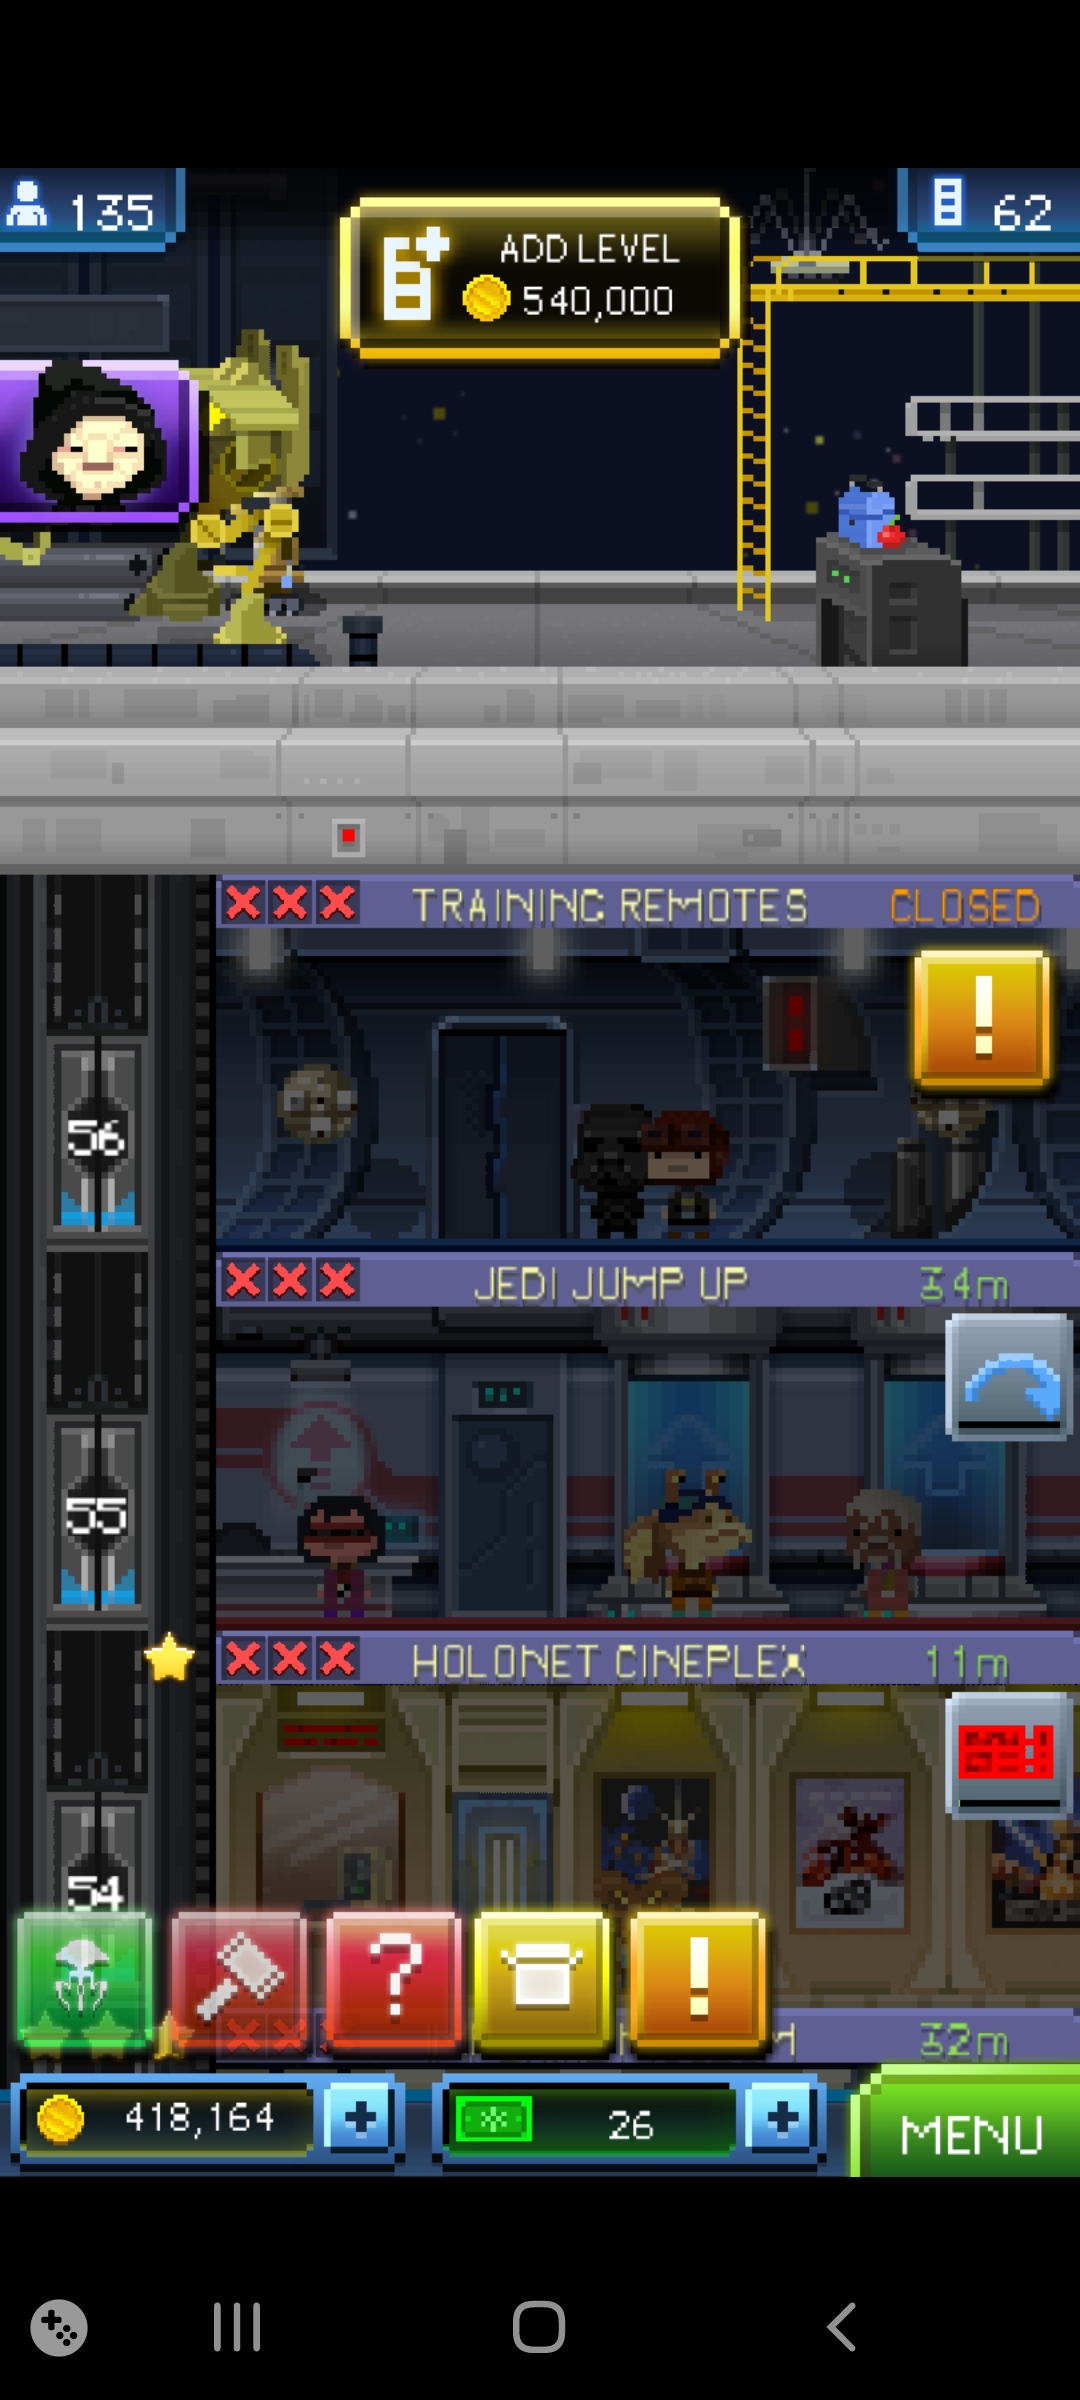 135
ADD LEVEL
540,000
62
TRAINING REMOTES CLOSED
!
56
JEDI JUMP UP 34m
55
HOLONET CINEPLEX 11m
54
? !
32m
418,164 + 26 + MENU